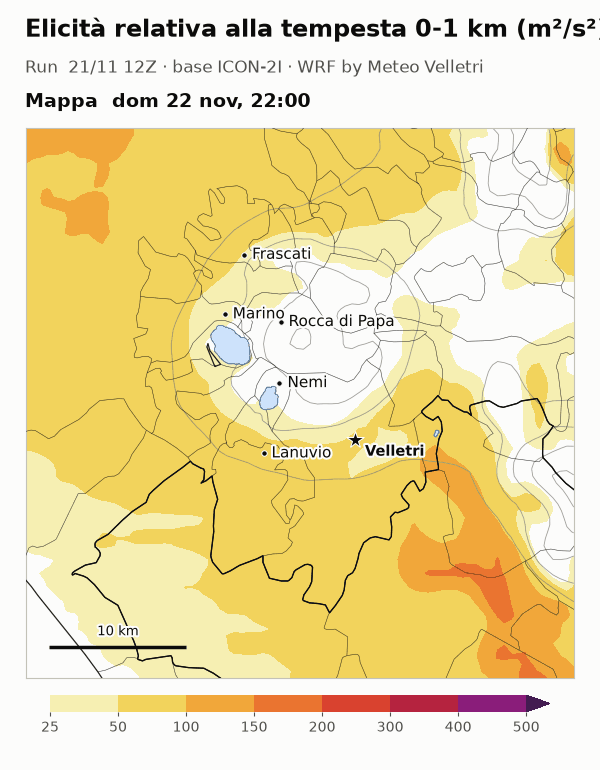 Elicità relativa alla tempesta 0-1 km (m²/s²)
Run 21/11 12Z · base ICON-2I · WRF by Meteo Velletri
Mappa dom 22 nov, 22:00
Frascati
Marino
Rocca di Papa
Nemi
Velletri
Lanuvio
10 km
25 50 100 150 200 300 400 500